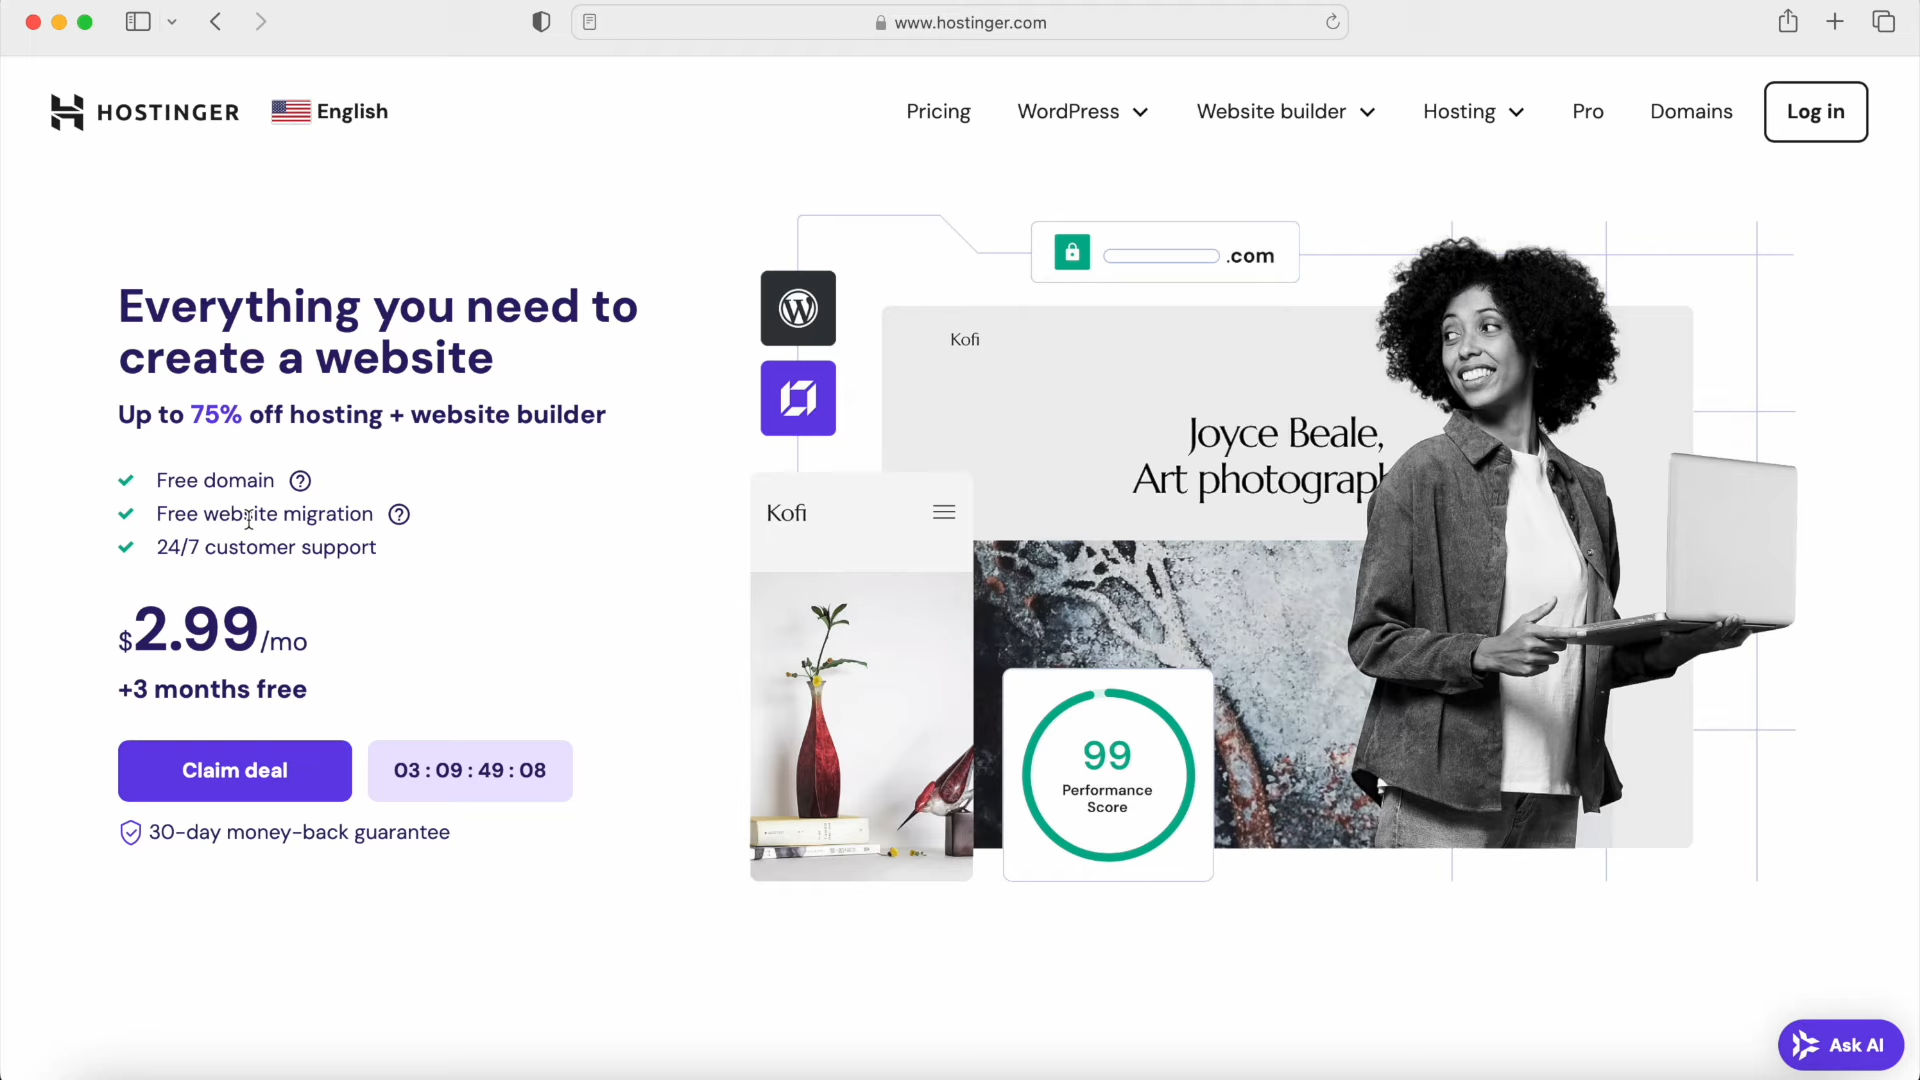 www.hostinger.com
HOSTINGER
English
Pricing
WordPress
Website builder
Hosting
Pro
Domains
Log in
Everything you need to
create a website
Up to 75% off hosting + website builder
Free domain
Free website migration
24/7 customer support
$2.99/mo
+3 months free
Claim deal
03 : 09 : 49 : 08
30-day money-back guarantee
.com
Kofi
Joyce Beale,
Art photograph
Kofi
99
Performance
Score
Ask AI